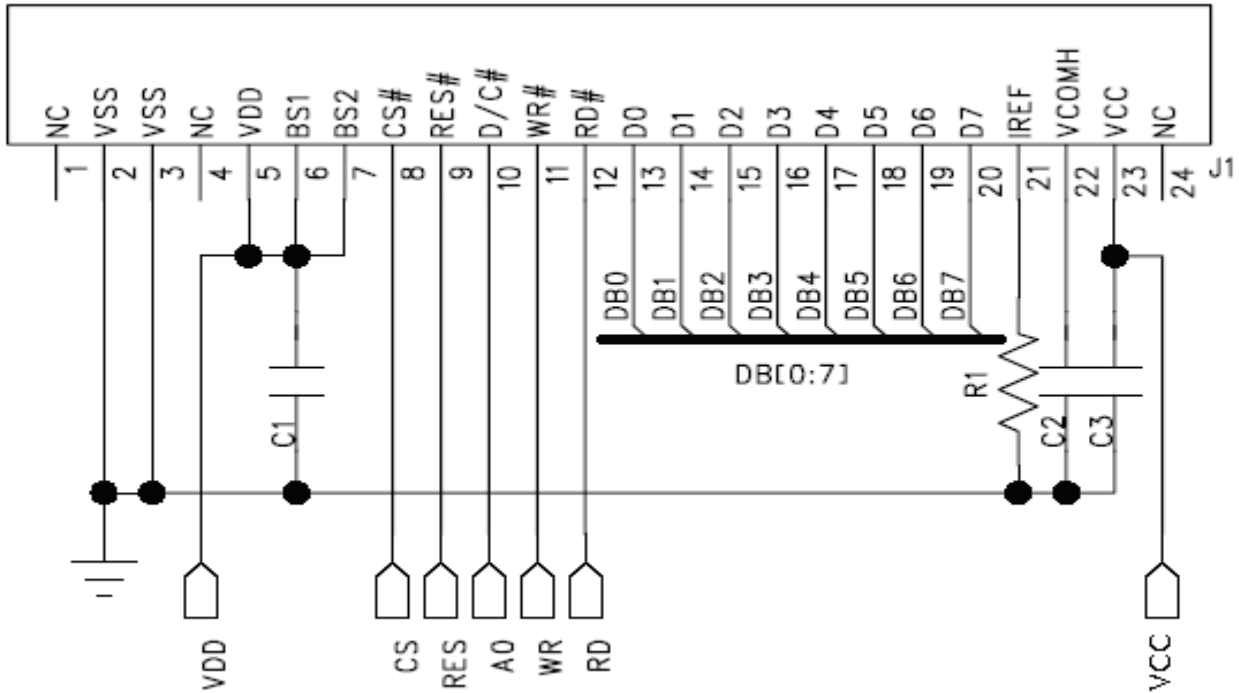 NC VSS VSS NC VDD BS1 BS2 CS# RES# D/C# WR# RD# D0 D1 D2 D3 D4 D5 D6 D7 IREF VCOMH VCC NC
1 2 3 4 5 6 7 8 9 10 11 12 13 14 15 16 17 18 19 20 21 22 23 24 J1
DB0 DB1 DB2 DB3 DB4 DB5 DB6 DB7
DB[0:7]
C1 R1 C2 C3
VDD CS RES A0 WR RD VCC